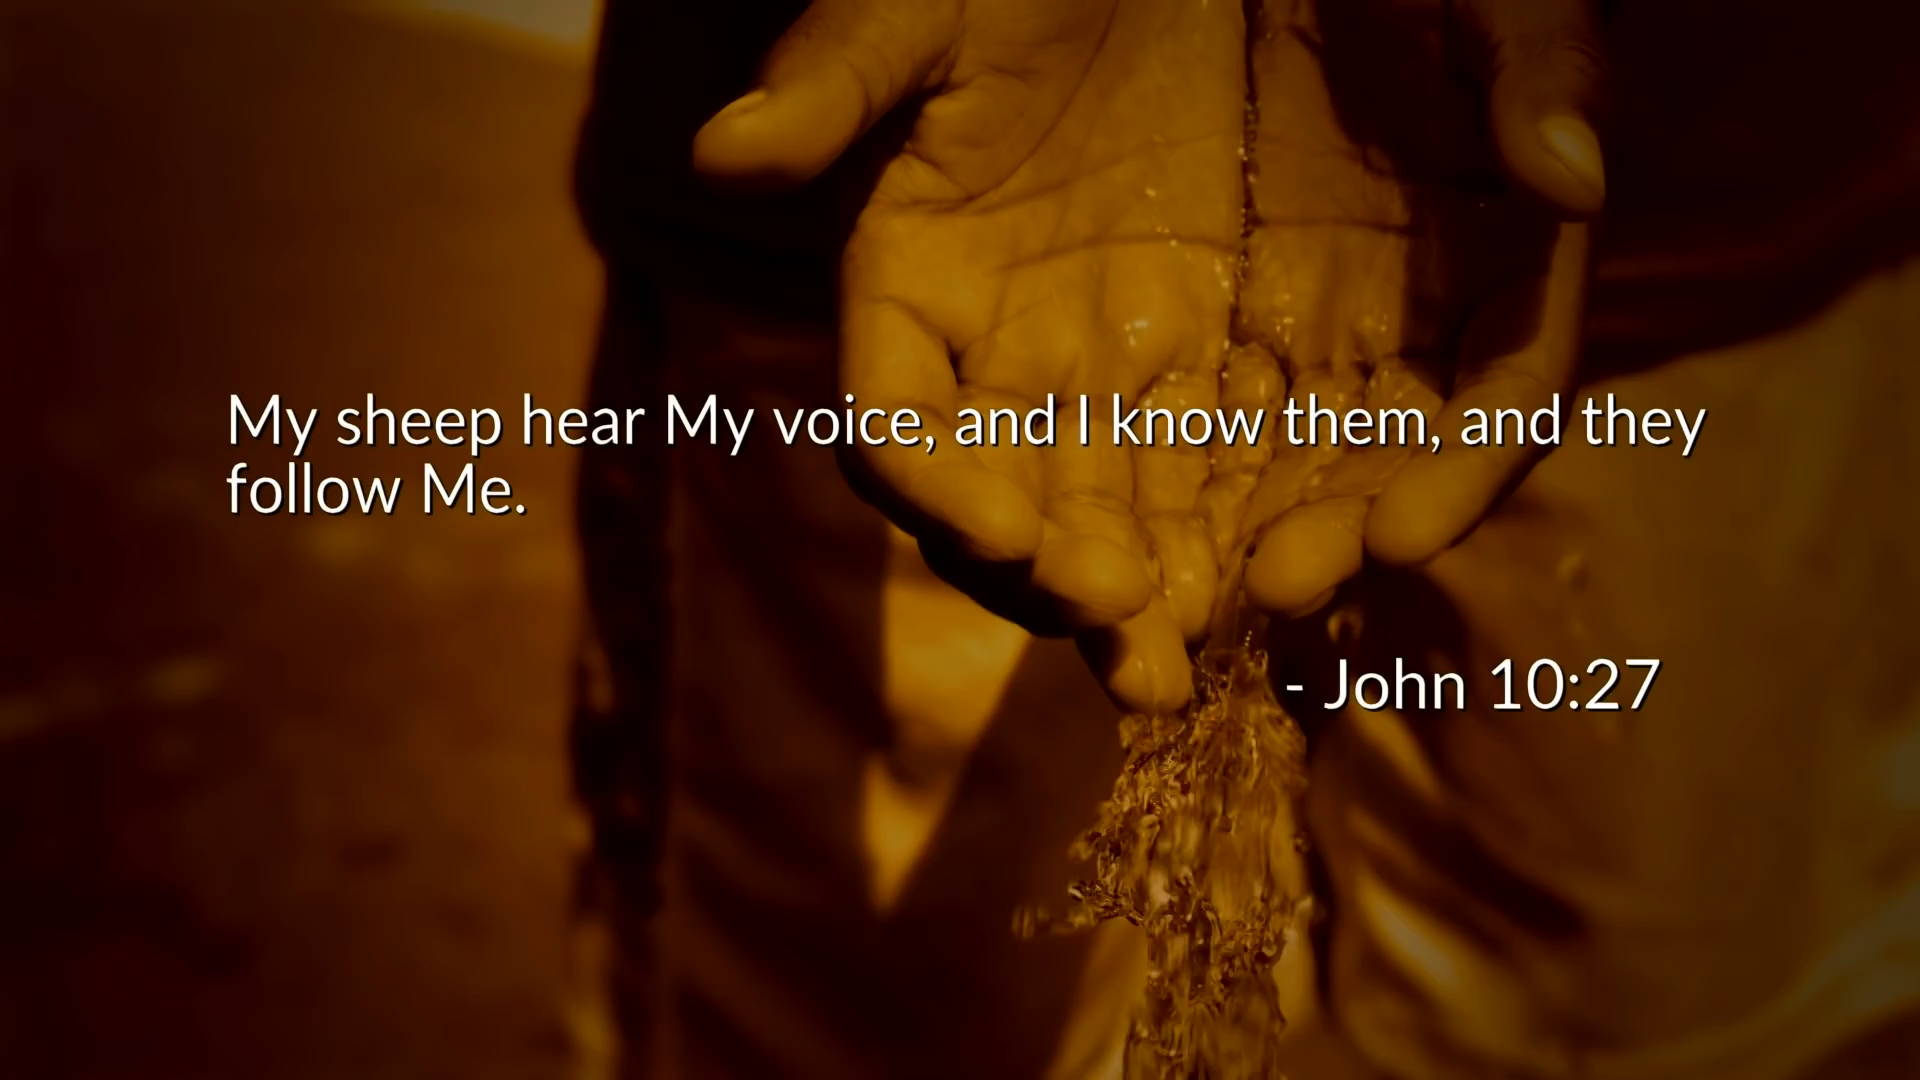 My sheep hear My voice, and I know them, and they
follow Me.
- John 10:27